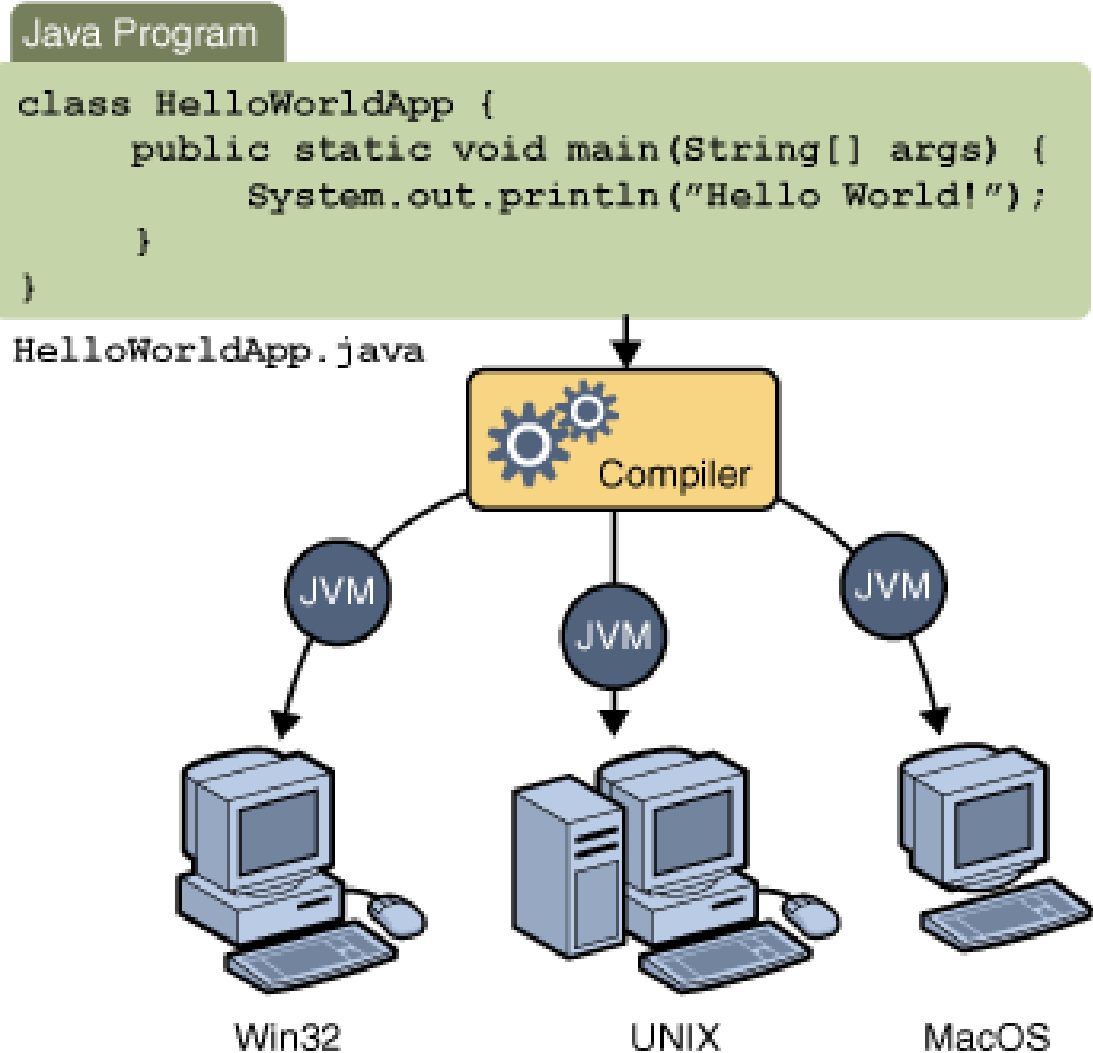 Java Program
class HelloWorldApp {
public static void main(String[] args) {
System.out.println("Hello World!");
}
}
HelloWorldApp.java
Compiler
JVM
JVM
JVM
Win32
UNIX
MacOS